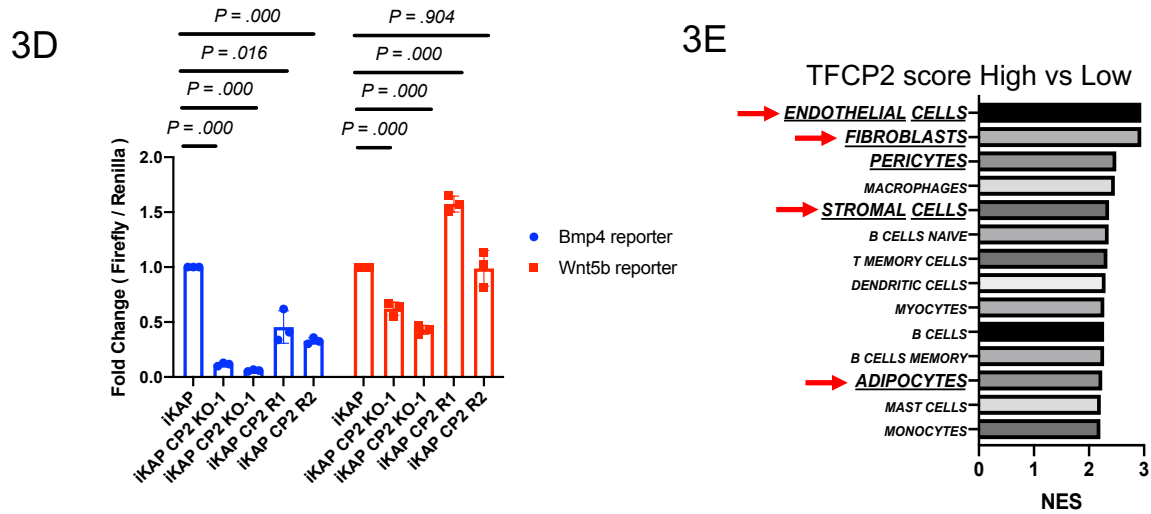 3D
P = .000
P = .016
P = .000
P = .000
P = .904
P = .000
P = .000
P = .000
Fold Change ( Firefly / Renilla)
2.0
1.5
1.0
0.5
0.0
iKAP
iKAP CP2 KO-1
iKAP CP2 KO-1
iKAP CP2 R1
iKAP CP2 R2
iKAP
iKAP CP2 KO-1
iKAP CP2 KO-1
iKAP CP2 R1
iKAP CP2 R2
Bmp4 reporter
Wnt5b reporter
3E
TFCP2 score High vs Low
ENDOTHELIAL CELLS
FIBROBLASTS
PERICYTES
MACROPHAGES
STROMAL CELLS
B CELLS NAIVE
T MEMORY CELLS
DENDRITIC CELLS
MYOCYTES
B CELLS
B CELLS MEMORY
ADIPOCYTES
MAST CELLS
MONOCYTES
0 1 2 3
NES